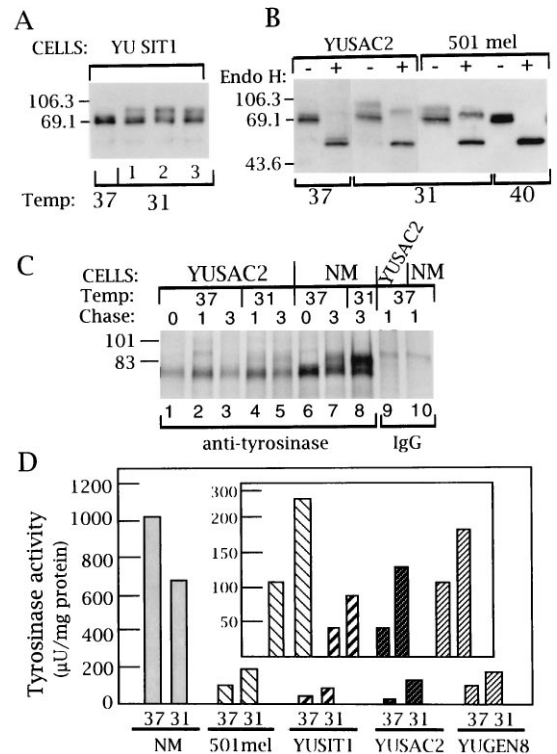 A
CELLS: YU SIT1
106.3
69.1
1 2 3
Temp: 37 31
B
YUSAC2 501 mel
Endo H: - + - + - + - +
106.3
69.1
43.6
37 31 40
C
CELLS: YUSAC2 NM YUSAC2 NM
Temp: 37 31 37 31 37
Chase: 0 1 3 1 3 0 3 3 1 1
101
83
1 2 3 4 5 6 7 8 9 10
anti-tyrosinase IgG
D
Tyrosinase activity
(µU/mg protein)
1200
1000
800
600
400
200
0
300
200
100
50
37 31 37 31 37 31 37 31 37 31
NM 501mel YUSIT1 YUSAC2 YUGEN8